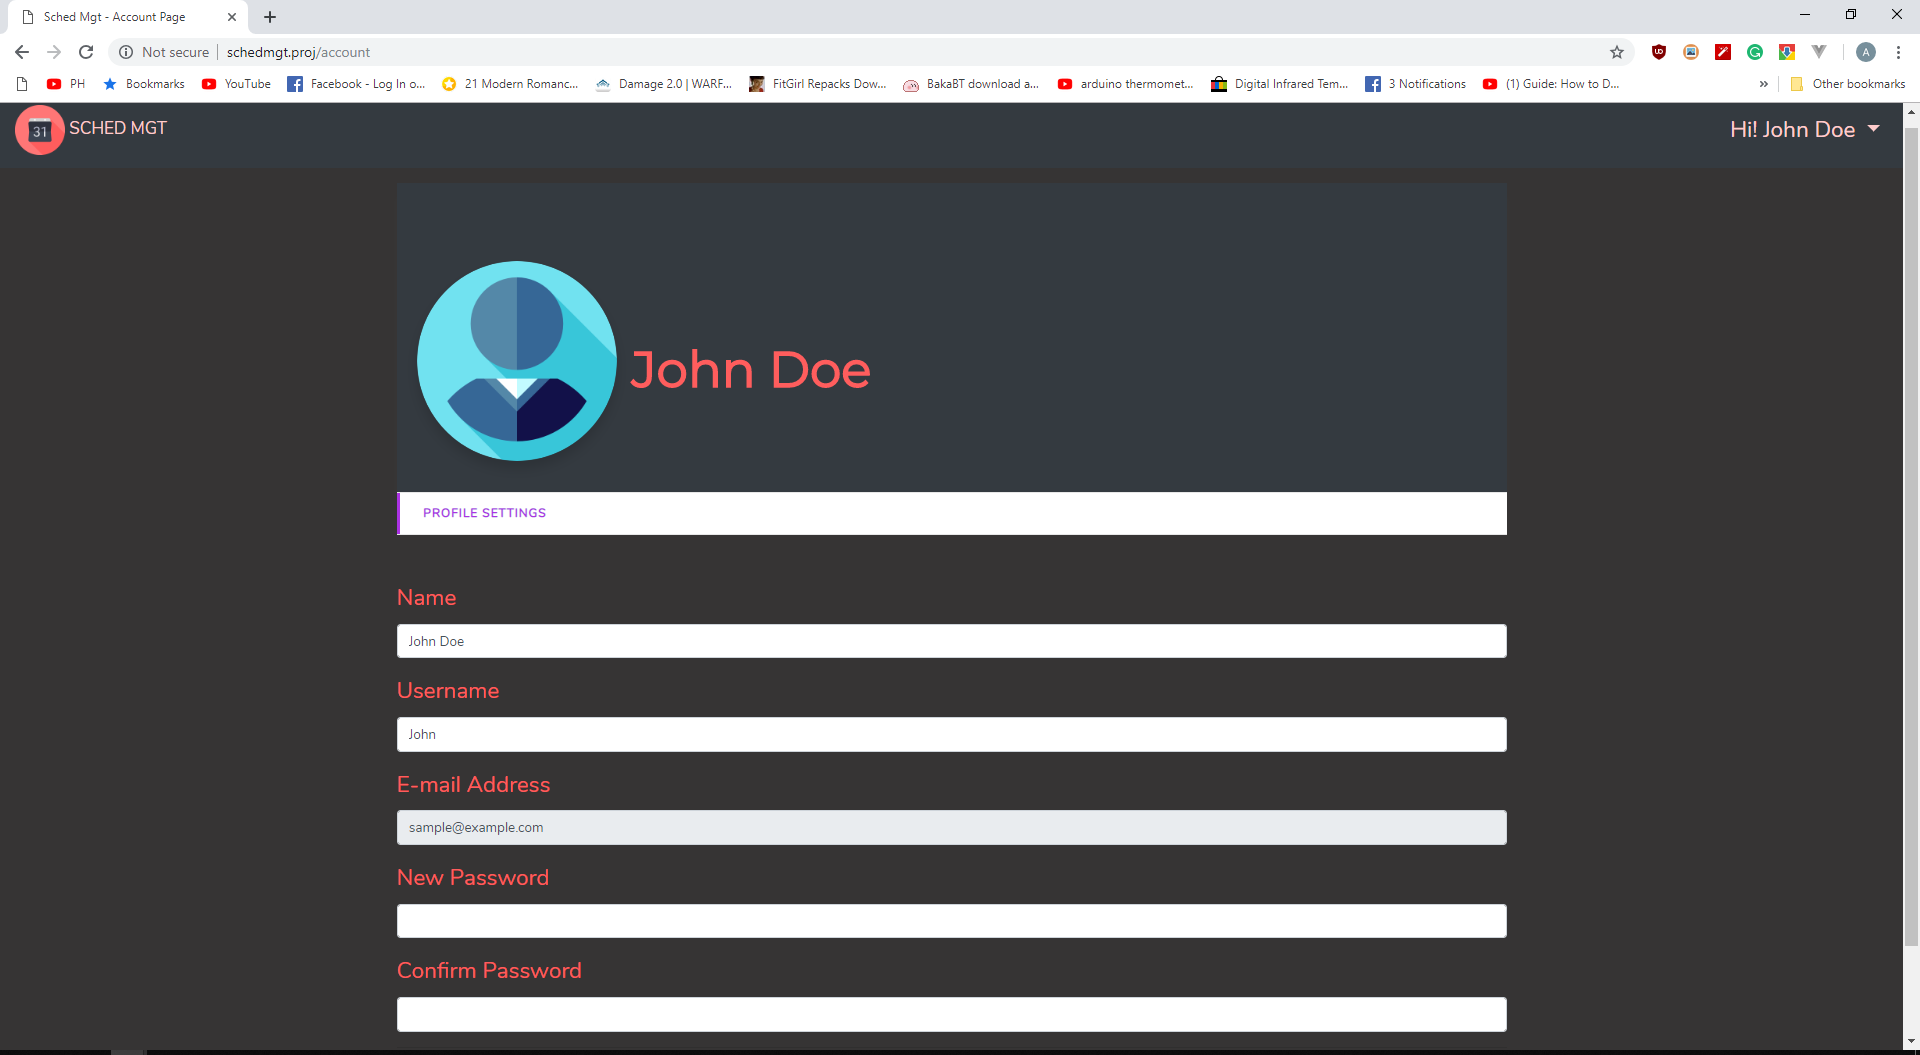 Sched Mgt - Account Page
Not secure schedmgt.proj/account
PH Bookmarks YouTube Facebook - Log In o... 21 Modern Romanc... Damage 2.0 | WARF... FitGirl Repacks Dow... BakaBT download a... arduino thermomet... Digital Infrared Tem... 3 Notifications (1) Guide: How to D... » Other bookmarks
31 SCHED MGT
Hi! John Doe
John Doe
PROFILE SETTINGS
Name
John Doe
Username
John
E-mail Address
sample@example.com
New Password
Confirm Password